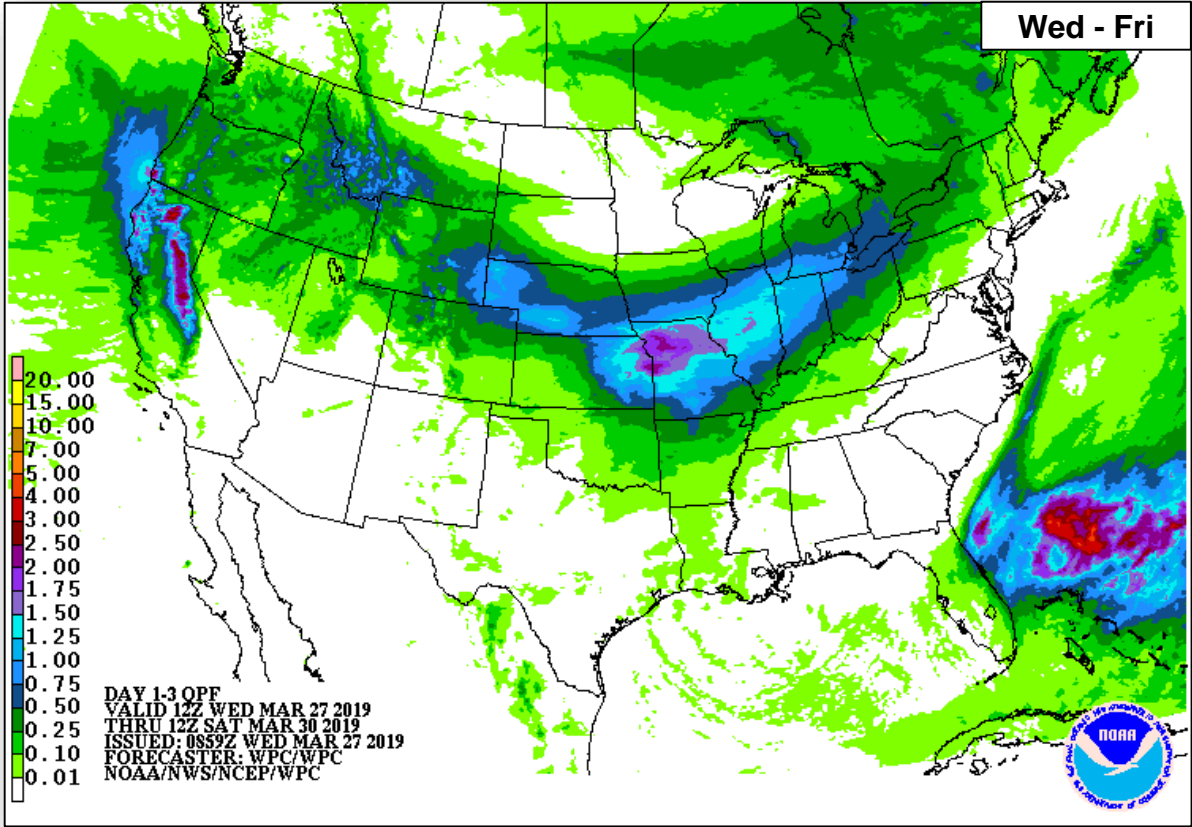 Wed - Fri
20.00
15.00
10.00
7.00
5.00
4.00
3.00
2.50
2.00
1.75
1.50
1.25
1.00
0.75
0.50
0.25
0.10
0.01
DAY 1-3 QPF
VALID 12Z WED MAR 27 2019
THRU 12Z SAT MAR 30 2019
ISSUED: 0859Z WED MAR 27 2019
FORECASTER: WPC/WPC
NOAA/NWS/NCEP/WPC
NOAA